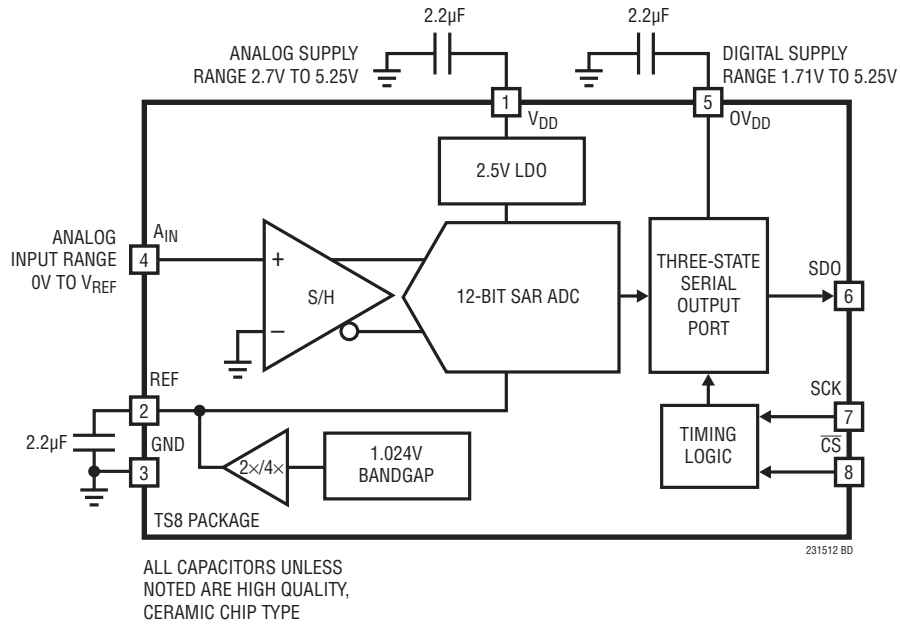 2.2µF
2.2µF
ANALOG SUPPLY
RANGE 2.7V TO 5.25V
DIGITAL SUPPLY
RANGE 1.71V TO 5.25V
1
VDD
5
OVDD
2.5V LDO
ANALOG
INPUT RANGE
0V TO VREF
AIN
4
+
S/H
–
12-BIT SAR ADC
THREE-STATE
SERIAL
OUTPUT
PORT
SDO
6
REF
2
2.2µF
GND
3
2×/4×
1.024V
BANDGAP
TIMING
LOGIC
SCK
7
CS
8
TS8 PACKAGE
231512 BD
ALL CAPACITORS UNLESS
NOTED ARE HIGH QUALITY,
CERAMIC CHIP TYPE